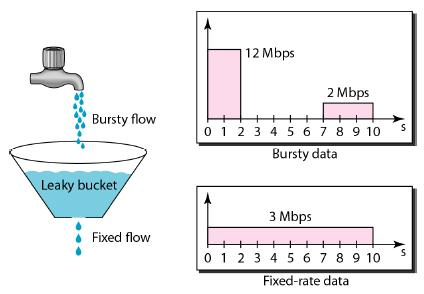 Bursty flow
Leaky bucket
Fixed flow
12 Mbps
2 Mbps
0 1 2 3 4 5 6 7 8 9 10 s
Bursty data
3 Mbps
0 1 2 3 4 5 6 7 8 9 10 s
Fixed-rate data